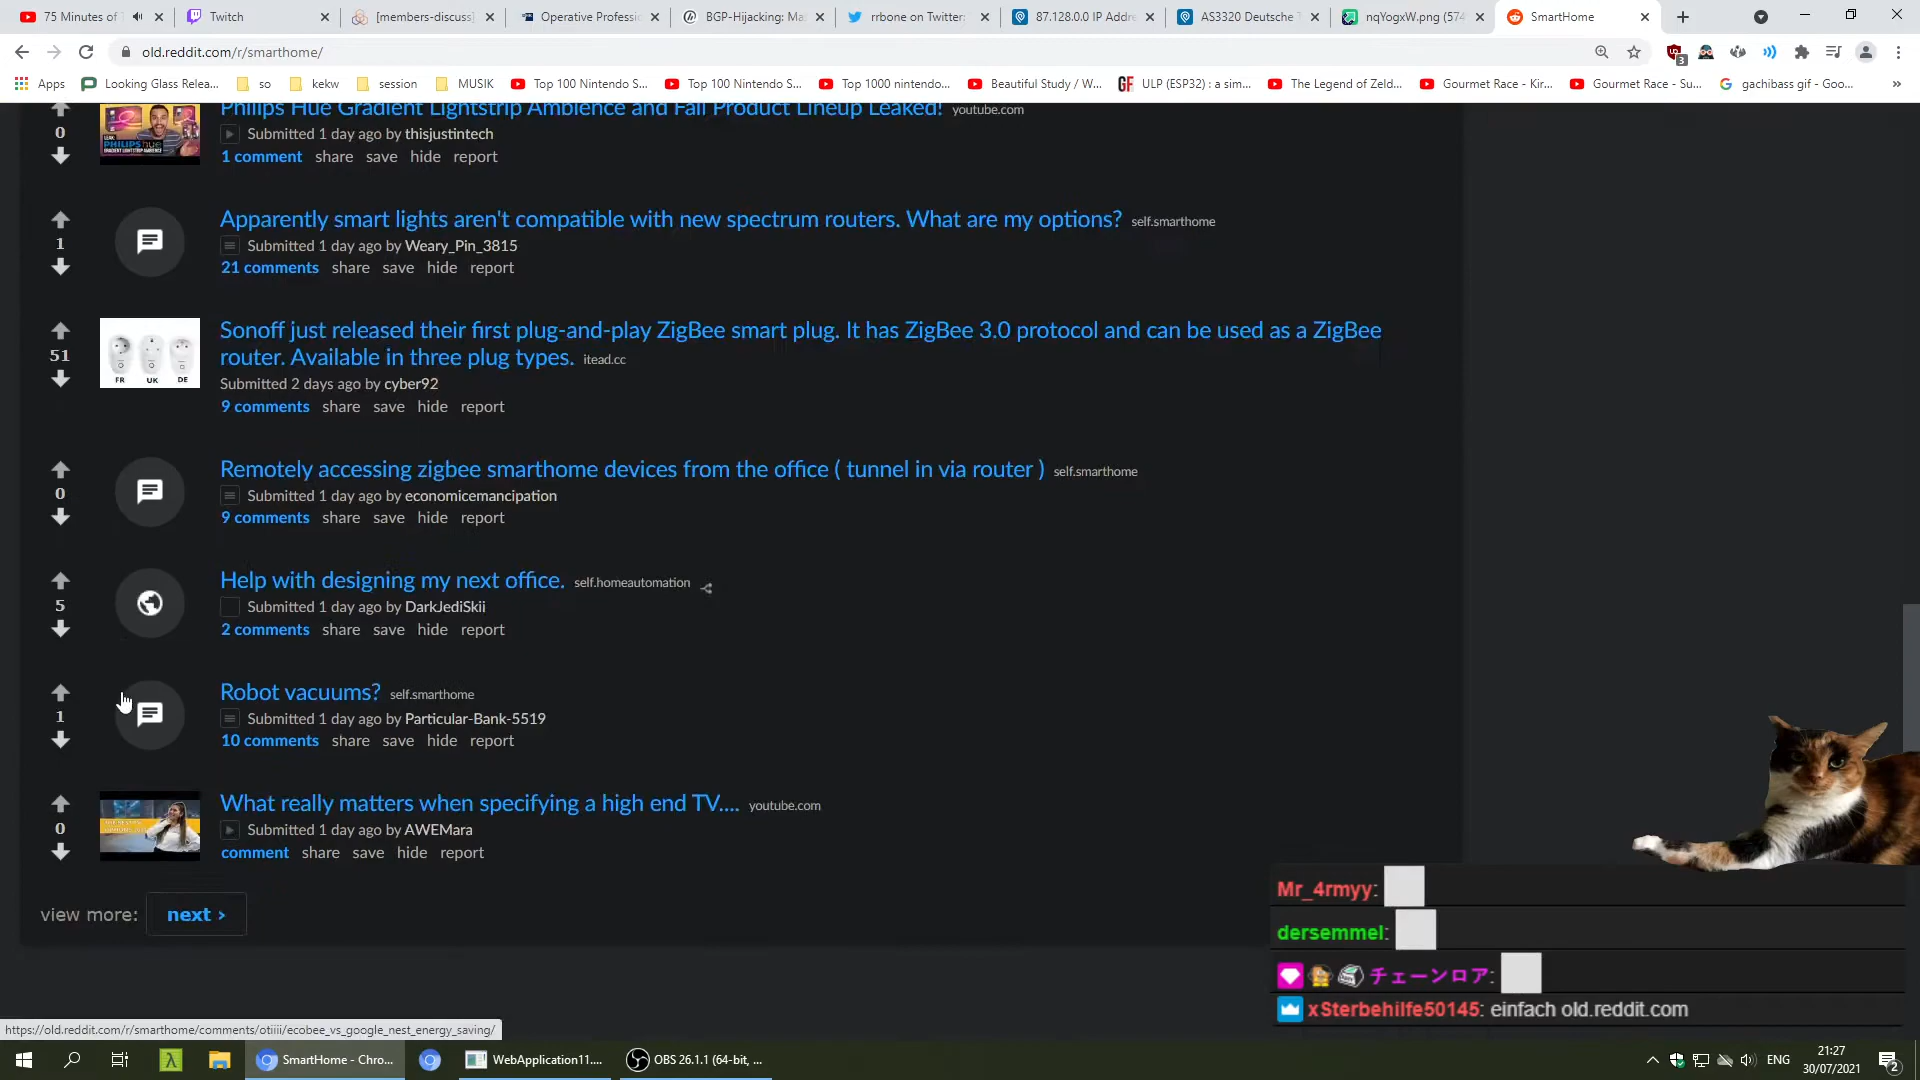 75 Minutes of
Twitch
[members-discuss]
Operative Professi
BGP-Hijacking: Ma
rrbone on Twitter:
87.128.0.0 IP Addre
AS3320 Deutsche T
nqYogxW.png (574
SmartHome
old.reddit.com/r/smarthome/
3
Apps
Looking Glass Relea...
so
kekw
session
MUSIK
Top 100 Nintendo S...
Top 100 Nintendo S...
Top 1000 nintendo...
Beautiful Study / W...
ULP (ESP32) : a sim...
The Legend of Zeld...
Gourmet Race - Kir...
Gourmet Race - Su...
gachibass gif - Goo...
»
Philips Hue Gradient Lightstrip Ambience and Fall Product Lineup Leaked! youtube.com
0
Submitted 1 day ago by thisjustintech
1 comment share save hide report
Apparently smart lights aren't compatible with new spectrum routers. What are my options? self.smarthome
1
Submitted 1 day ago by Weary_Pin_3815
21 comments share save hide report
Sonoff just released their first plug-and-play ZigBee smart plug. It has ZigBee 3.0 protocol and can be used as a ZigBee
router. Available in three plug types. itead.cc
51
FR UK DE
Submitted 2 days ago by cyber92
9 comments share save hide report
Remotely accessing zigbee smarthome devices from the office ( tunnel in via router ) self.smarthome
0
Submitted 1 day ago by economicemancipation
9 comments share save hide report
Help with designing my next office. self.homeautomation
5
Submitted 1 day ago by DarkJediSkii
2 comments share save hide report
Robot vacuums? self.smarthome
1
Submitted 1 day ago by Particular-Bank-5519
10 comments share save hide report
What really matters when specifying a high end TV.... youtube.com
0
Submitted 1 day ago by AWEMara
comment share save hide report
view more: next ›
Mr_4rmyy:
dersemmel:
チェーンロア:
xSterbehilfe50145: einfach old.reddit.com
https://old.reddit.com/r/smarthome/comments/otiiii/ecobee_vs_google_nest_energy_saving/
SmartHome - Chro...
WebApplication11....
OBS 26.1.1 (64-bit, ...
ENG
21:27
30/07/2021
2